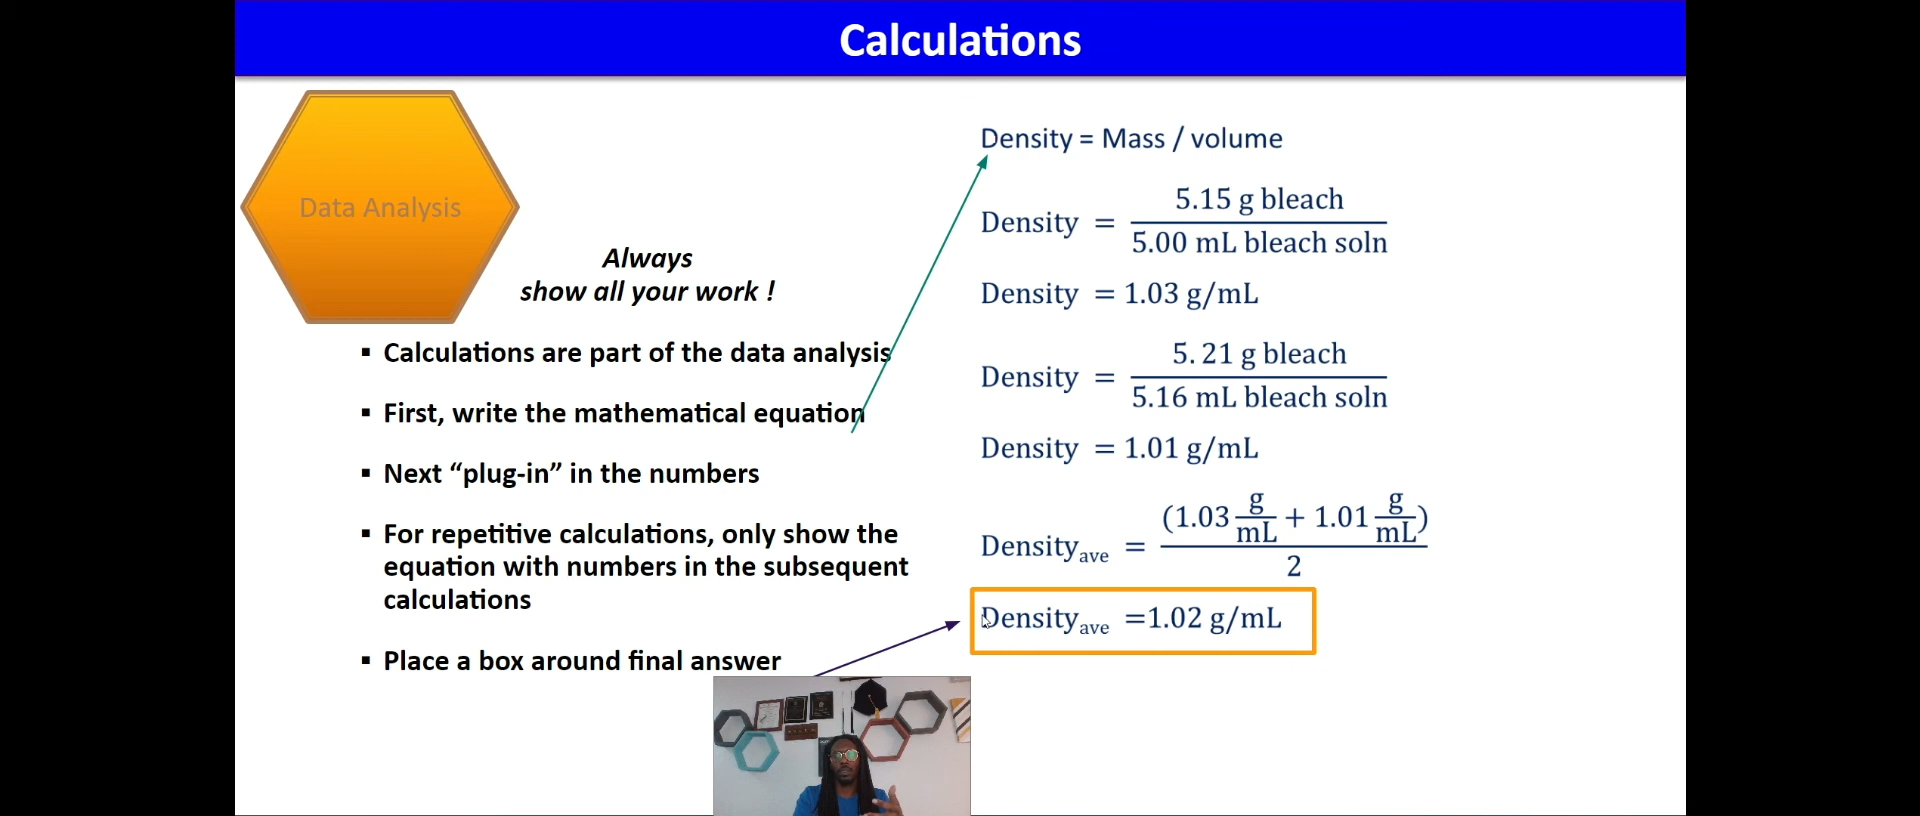 Calculations
Data Analysis
Always
show all your work !
▪ Calculations are part of the data analysis
▪ First, write the mathematical equation
▪ Next “plug-in” in the numbers
▪ For repetitive calculations, only show the
equation with numbers in the subsequent
calculations
▪ Place a box around final answer
Density = Mass / volume
Density = 5.15 g bleach / 5.00 mL bleach soln
Density = 1.03 g/mL
Density = 5. 21 g bleach / 5.16 mL bleach soln
Density = 1.01 g/mL
Density_ave = (1.03 g/mL + 1.01 g/mL) / 2
Density_ave =1.02 g/mL